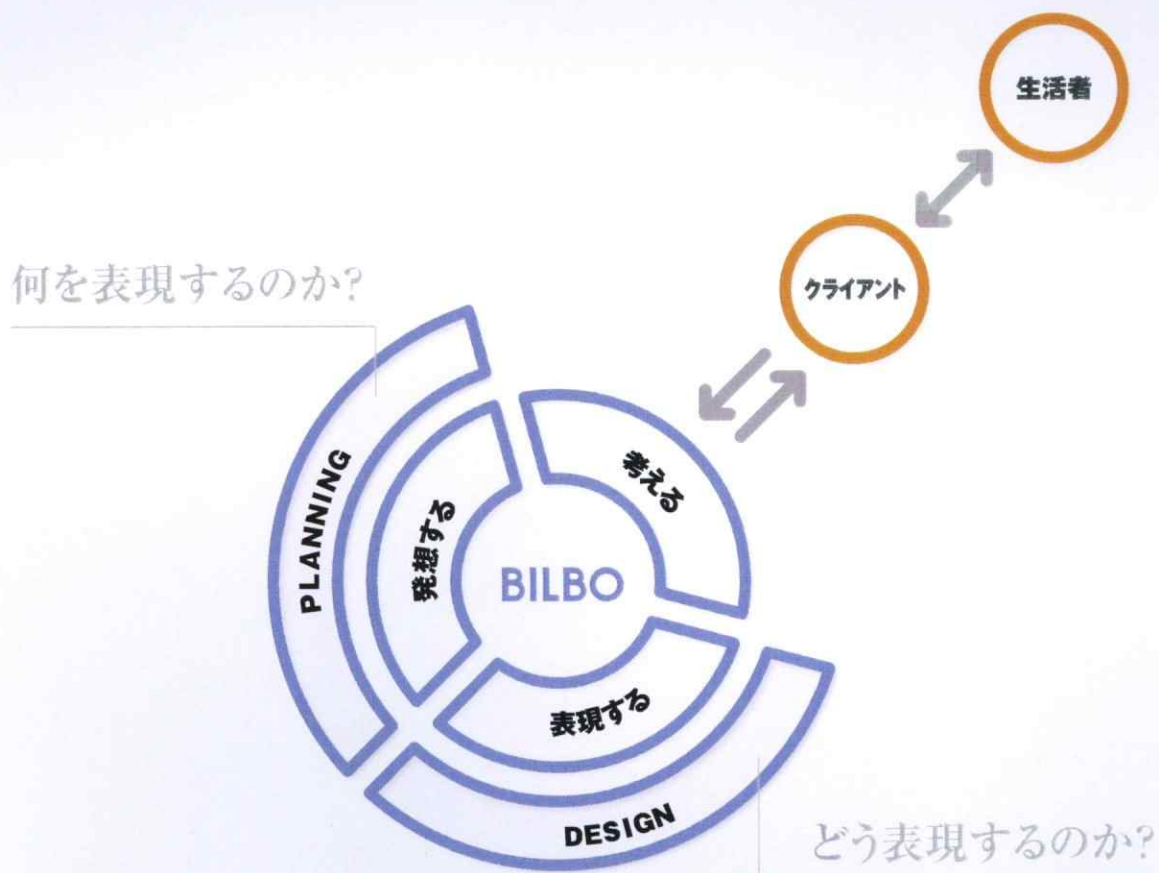 生活者
クライアント
何を表現するのか?
考える
PLANNING
発想する
BILBO
表現する
DESIGN
どう表現するのか?